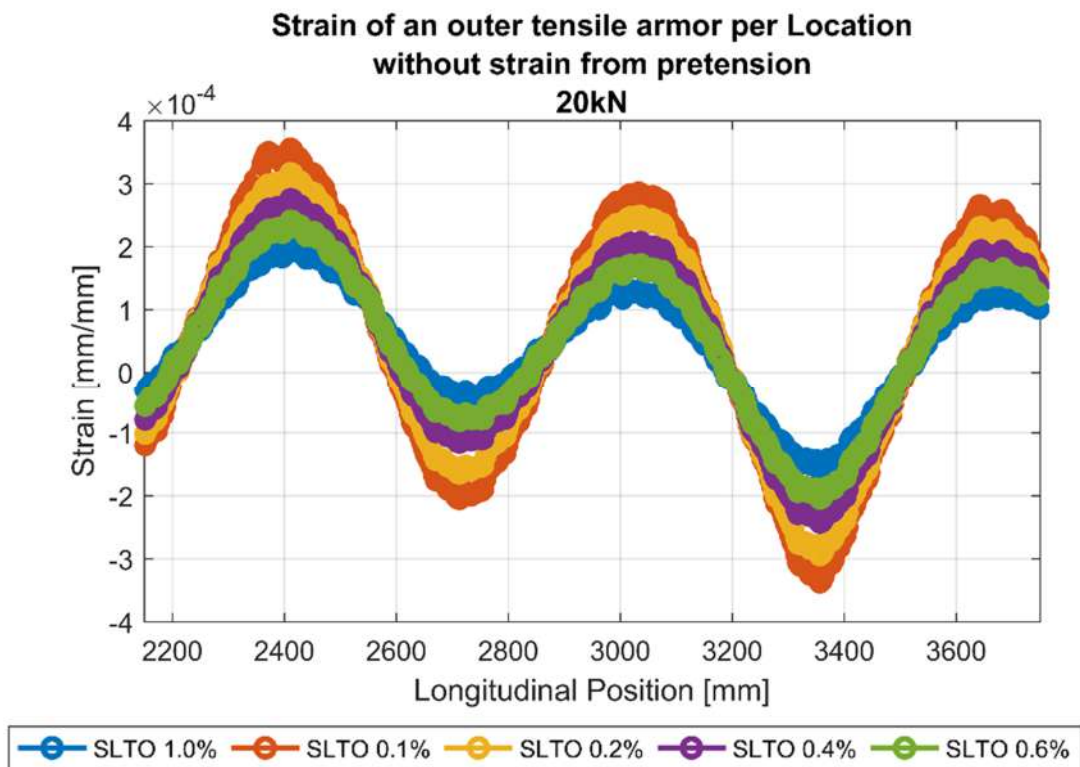 Strain of an outer tensile armor per Location
without strain from pretension
20kN
×10-4
4
3
2
1
0
-1
-2
-3
-4
Strain [mm/mm]
2200 2400 2600 2800 3000 3200 3400 3600
Longitudinal Position [mm]
SLTO 1.0% SLTO 0.1% SLTO 0.2% SLTO 0.4% SLTO 0.6%